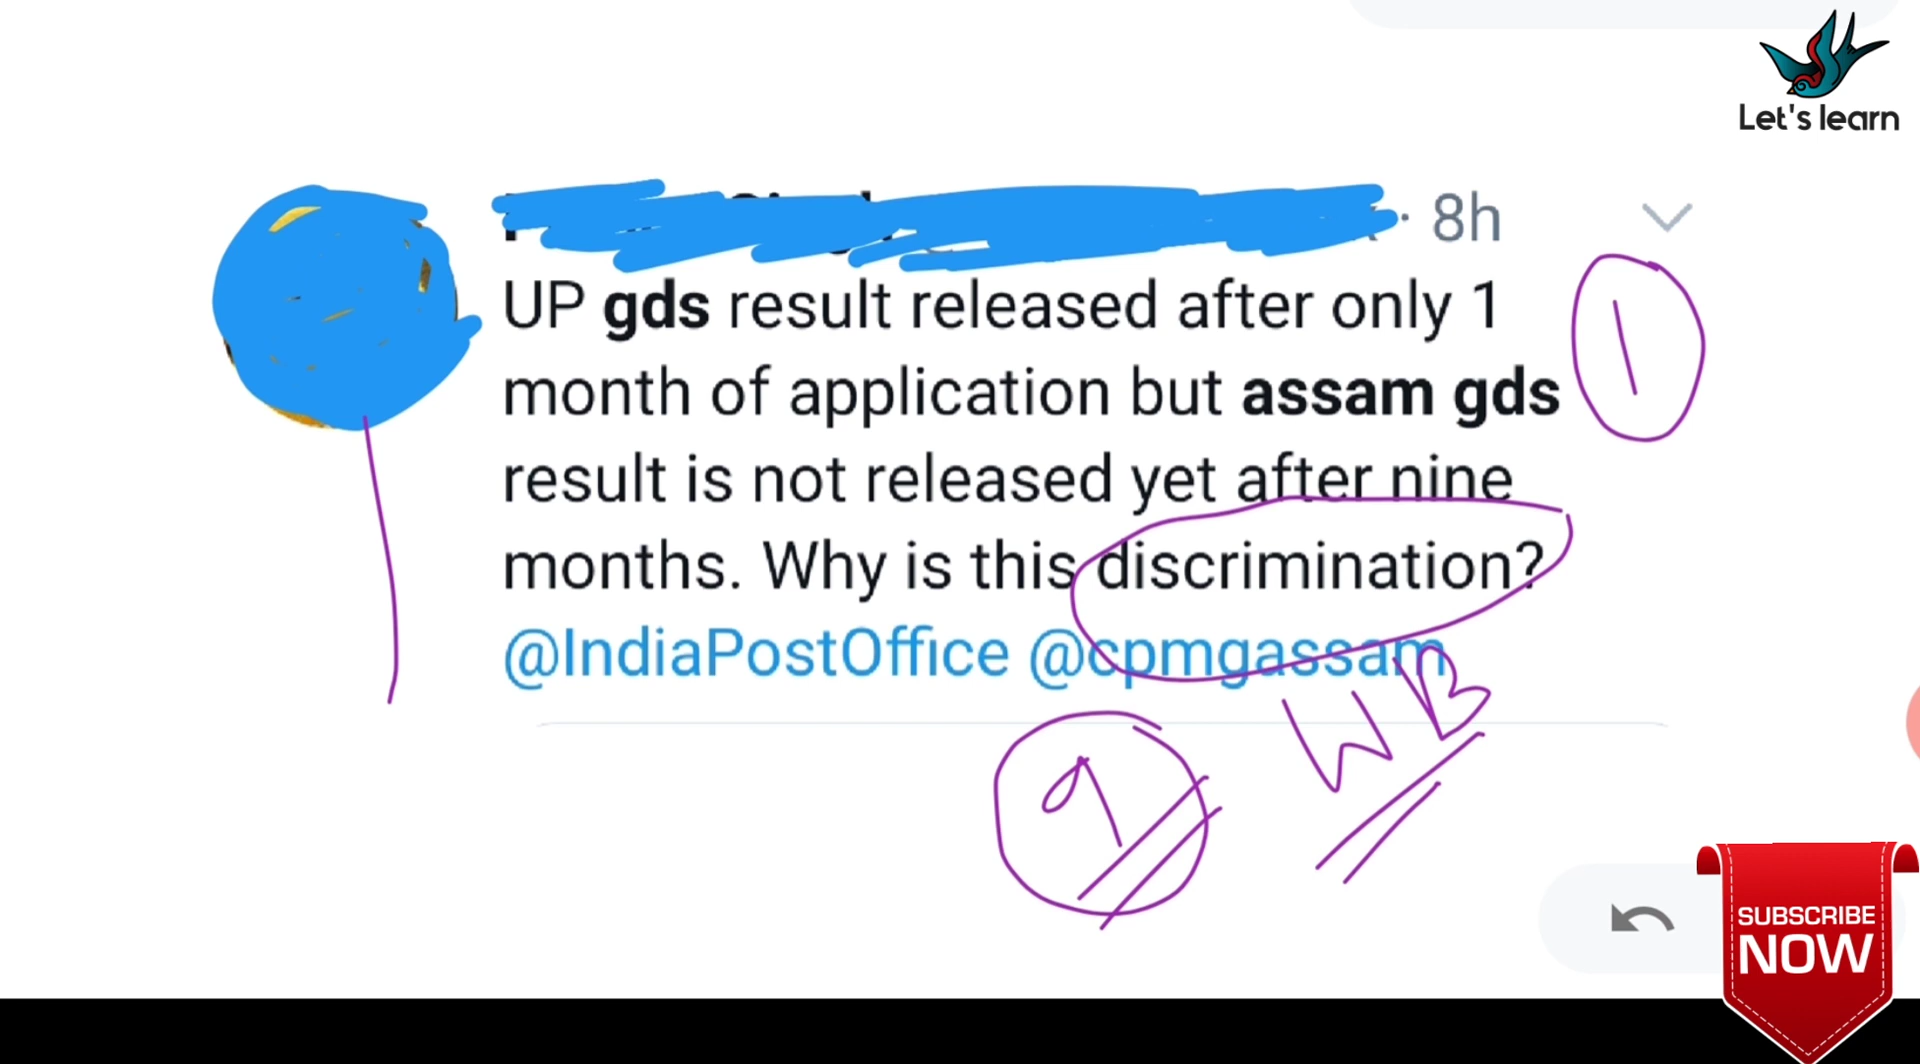 Let's learn
· 8h
UP gds result released after only 1
month of application but assam gds
result is not released yet after nine
months. Why is this discrimination?
@IndiaPostOffice @cpmgassam
1
9
WB
SUBSCRIBE
NOW